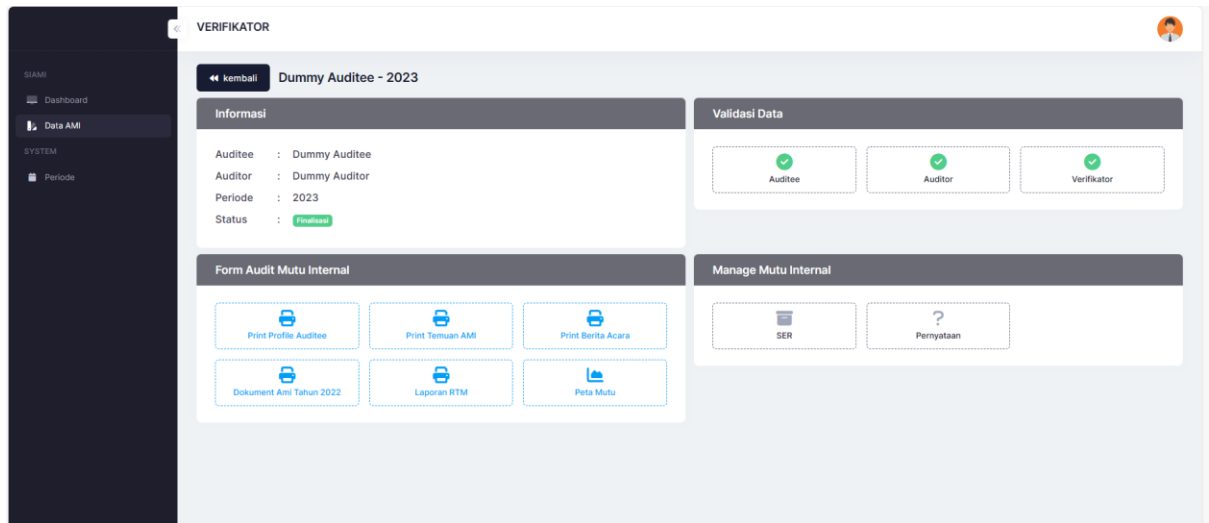 VERIFIKATOR
SIAMI
Dashboard
Data AMI
SYSTEM
Periode
kembali
Dummy Auditee - 2023
Informasi
Auditee : Dummy Auditee
Auditor : Dummy Auditor
Periode : 2023
Status : Finalisasi
Validasi Data
Auditee
Auditor
Verifikator
Form Audit Mutu Internal
Print Profile Auditee
Print Temuan AMI
Print Berita Acara
Dokument Ami Tahun 2022
Laporan RTM
Peta Mutu
Manage Mutu Internal
SER
?
Pernyataan